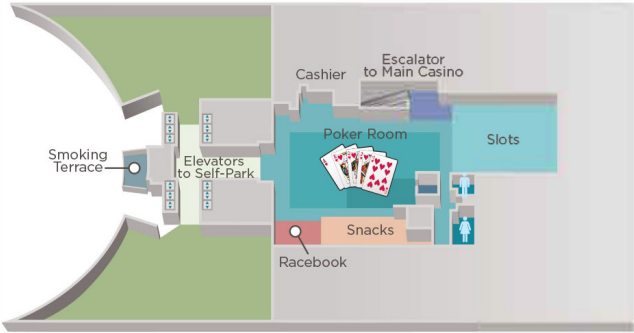 Escalator
to Main Casino
Cashier
Poker Room
Slots
Smoking
Terrace
Elevators
to Self-Park
Snacks
Racebook